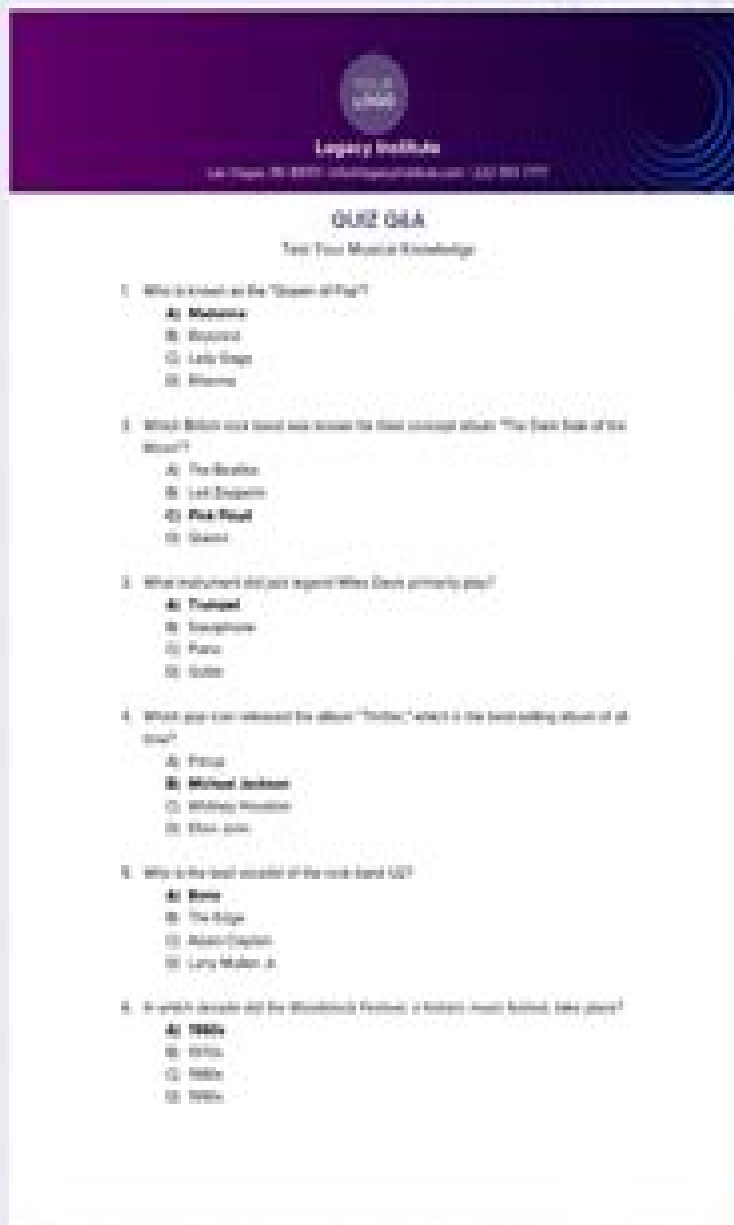 YOUR
LOGO
Legacy Institute
QUIZ Q&A
Test Your Musical Knowledge
1. Who is known as the "Queen of Pop"?
A) Madonna
B) Beyoncé
C) Lady Gaga
D) Rihanna
2. Which British rock band was known for their concept album "The Dark Side of the
Moon"?
A) The Beatles
B) Led Zeppelin
C) Pink Floyd
D) Queen
3. What instrument did jazz legend Miles Davis primarily play?
A) Trumpet
B) Saxophone
C) Piano
D) Guitar
4. Which pop icon released the album "Thriller," which is the best-selling album of all
time?
A) Prince
B) Michael Jackson
C) Whitney Houston
D) Elton John
5. Who is the lead vocalist of the rock band U2?
A) Bono
B) The Edge
C) Adam Clayton
D) Larry Mullen Jr.
6. In which decade did the Woodstock Festival, a historic music festival, take place?
A) 1960s
B) 1970s
C) 1980s
D) 1990s